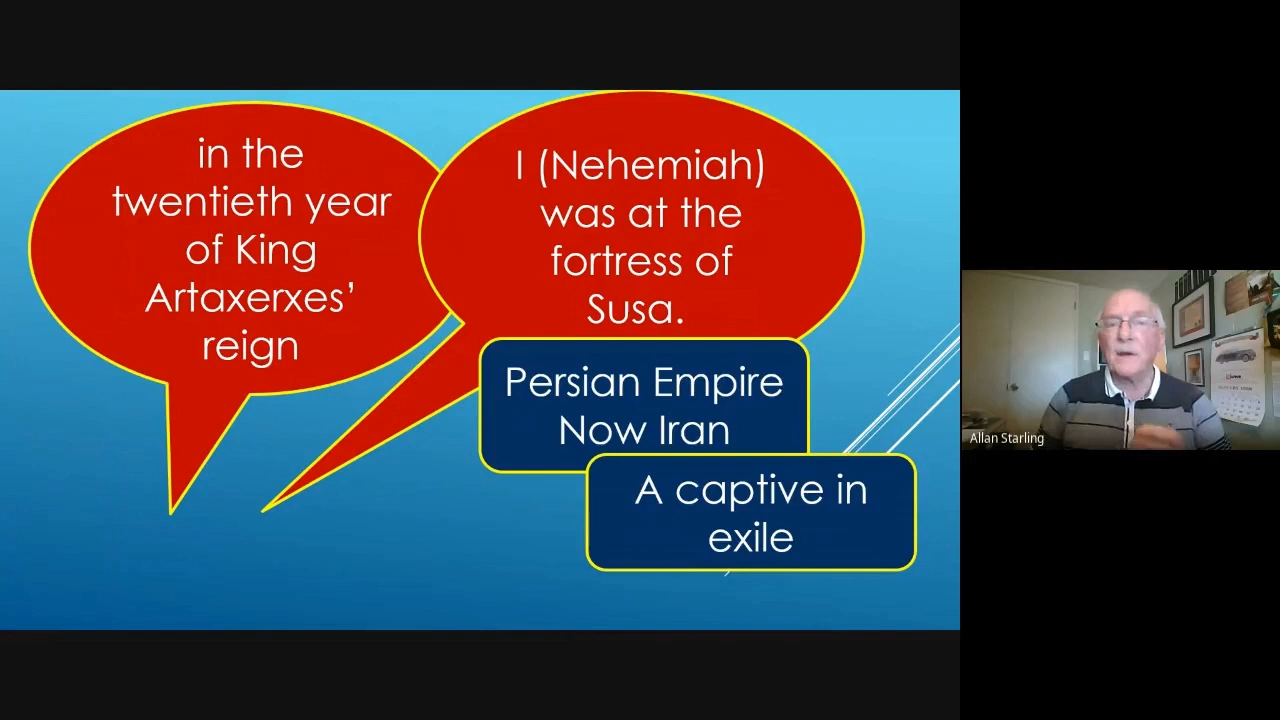 in the
twentieth year
of King
Artaxerxes’
reign
I (Nehemiah)
was at the
fortress of
Susa.
Persian Empire
Now Iran
A captive in
exile
Allan Starling